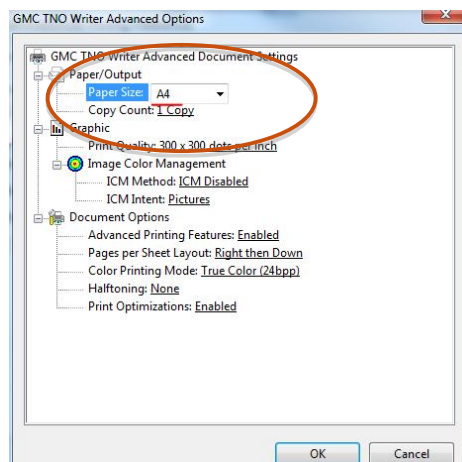 GMC TNO Writer Advanced Options
GMC TNO Writer Advanced Document Settings
Paper/Output
Paper Size: A4
Copy Count: 1 Copy
Graphic
Print Quality: 300 x 300 dots per inch
Image Color Management
ICM Method: ICM Disabled
ICM Intent: Pictures
Document Options
Advanced Printing Features: Enabled
Pages per Sheet Layout: Right then Down
Color Printing Mode: True Color (24bpp)
Halftoning: None
Print Optimizations: Enabled
OK Cancel